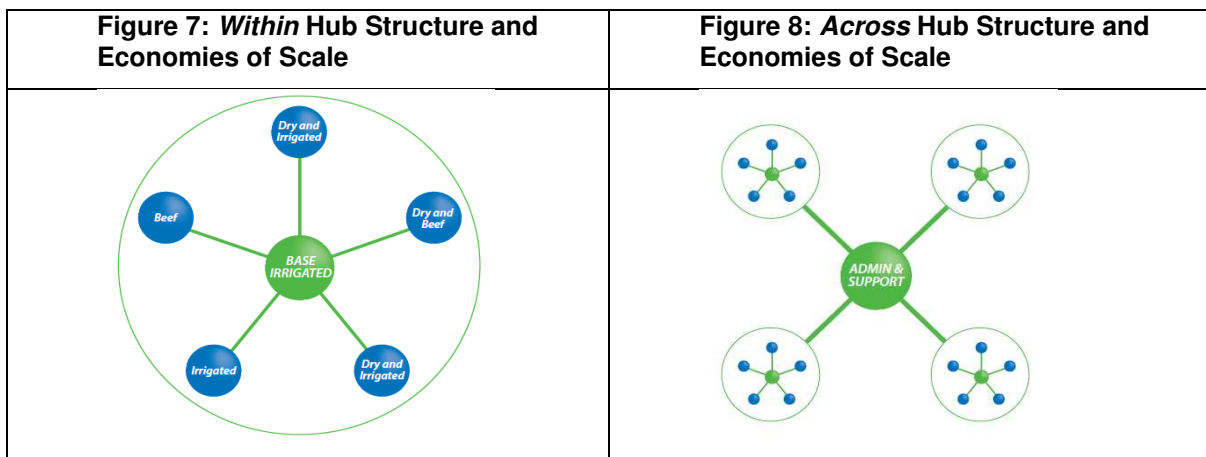 Figure 7: Within Hub Structure and
Economies of Scale
Figure 8: Across Hub Structure and
Economies of Scale
Dry and
Irrigated
Beef
Dry and
Beef
BASE
IRRIGATED
Irrigated
Dry and
Irrigated
ADMIN &
SUPPORT